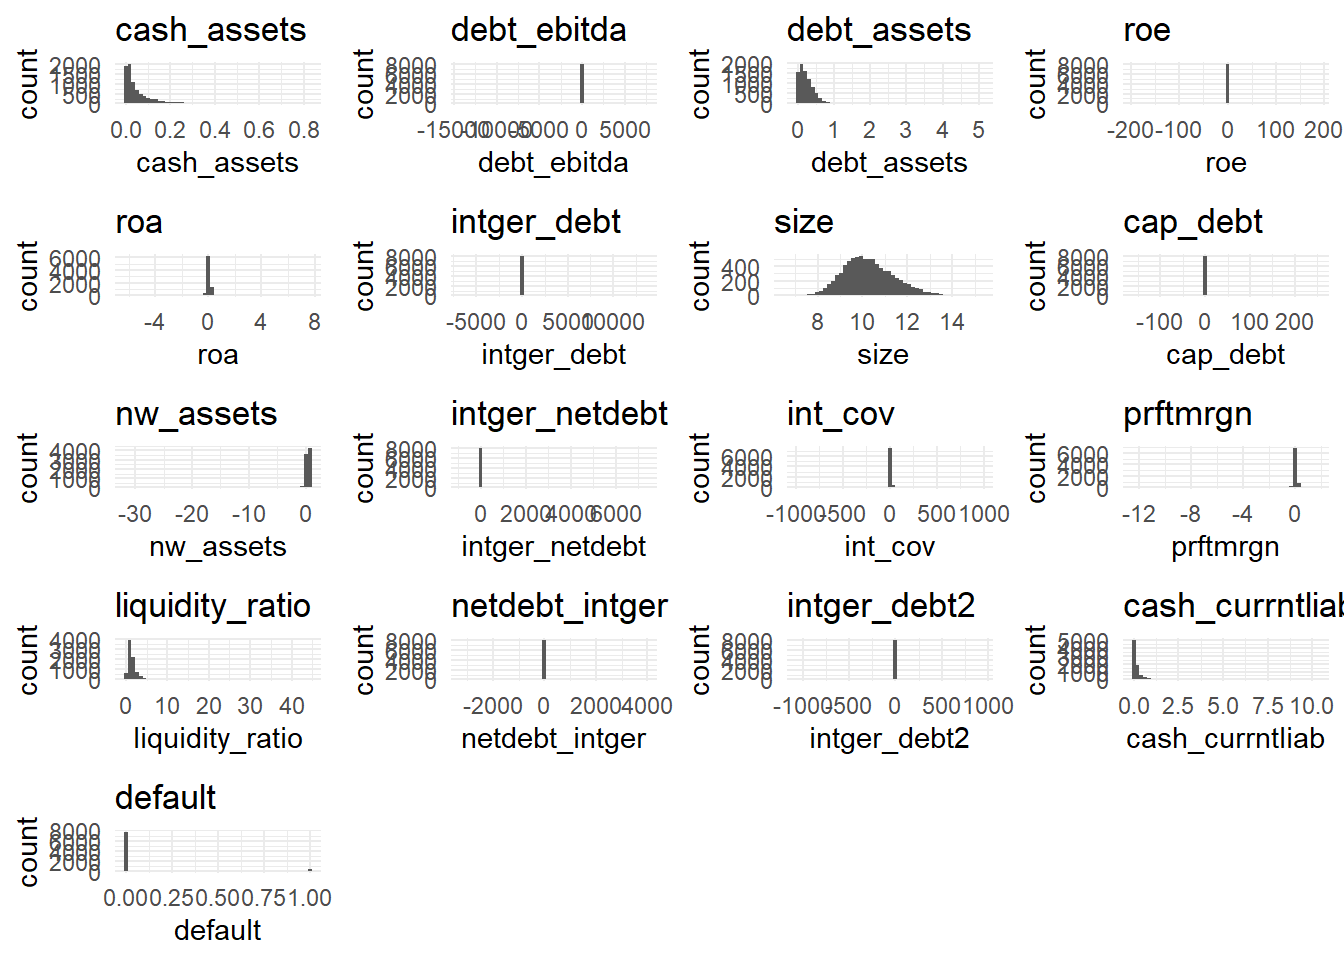 cash_assets
count
2000
1500
1000
500
0
0.0 0.2 0.4 0.6 0.8
cash_assets
debt_ebitda
count
8000
6000
4000
2000
0
-15000 -10000 -5000 0 5000
debt_ebitda
debt_assets
count
2000
1500
1000
500
0
0 1 2 3 4 5
debt_assets
roe
count
8000
6000
4000
2000
0
-200 -100 0 100 200
roe
roa
count
6000
4000
2000
0
-4 0 4 8
roa
intger_debt
count
8000
6000
4000
2000
0
-5000 0 5000 10000
intger_debt
size
count
400
200
0
8 10 12 14
size
cap_debt
count
8000
6000
4000
2000
0
-100 0 100 200
cap_debt
nw_assets
count
4000
3000
2000
1000
0
-30 -20 -10 0
nw_assets
intger_netdebt
count
8000
6000
4000
2000
0
0 2000 4000 6000
intger_netdebt
int_cov
count
6000
4000
2000
0
-1000 -500 0 500 1000
int_cov
prftmrgn
count
6000
4000
2000
0
-12 -8 -4 0
prftmrgn
liquidity_ratio
count
4000
3000
2000
1000
0
0 10 20 30 40
liquidity_ratio
netdebt_intger
count
8000
6000
4000
2000
0
-2000 0 2000 4000
netdebt_intger
intger_debt2
count
8000
6000
4000
2000
0
-1000 -500 0 500 1000
intger_debt2
cash_currntliab
count
5000
4000
3000
2000
1000
0
0.0 2.5 5.0 7.5 10.0
cash_currntliab
default
count
8000
6000
4000
2000
0
0.00 0.25 0.50 0.75 1.00
default